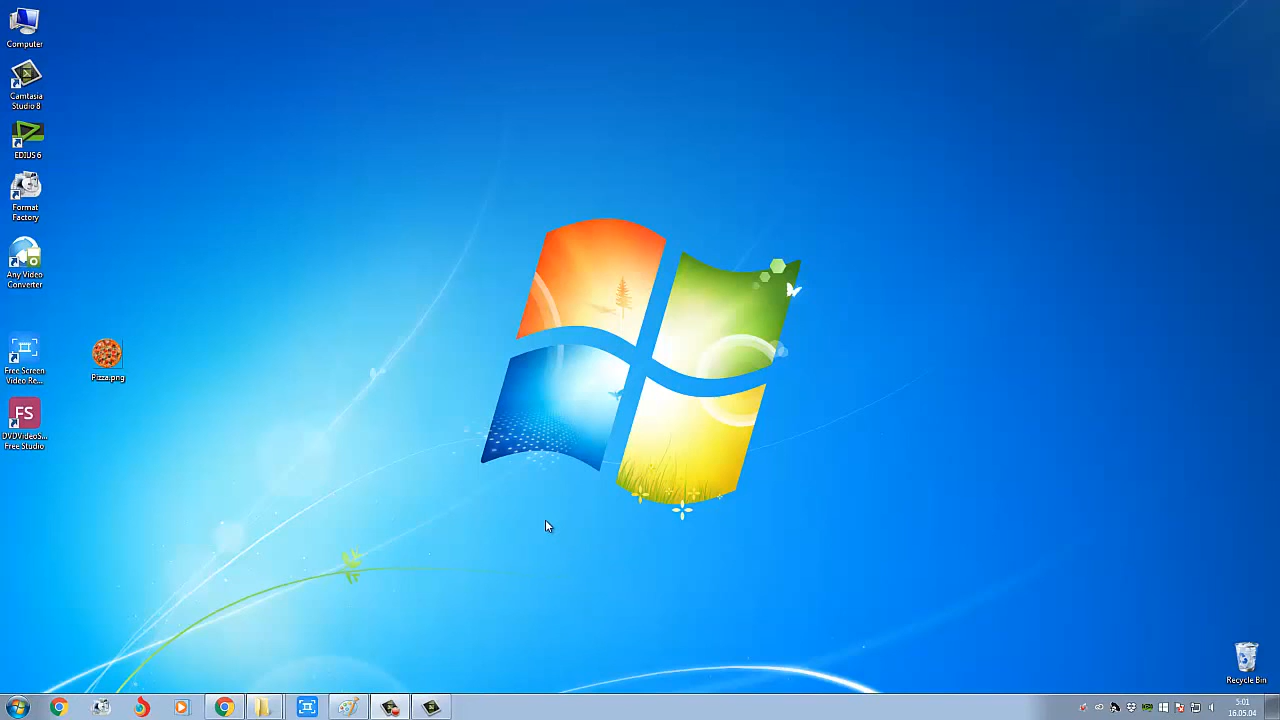 Computer
Camtasia
Studio 8
EDIUS 6
Format
Factory
Any Video
Converter
Free Screen
Video Re...
Pizza.png
FS
DVDVideoS...
Free Studio
Recycle Bin
5:01
16.05.04